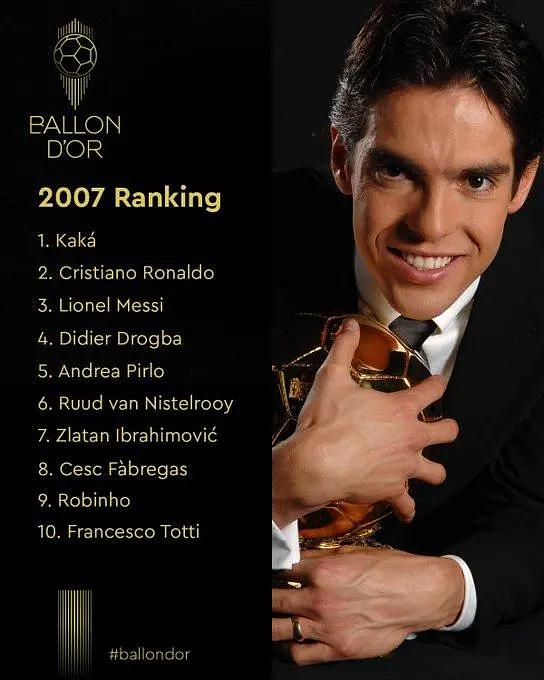 BALLON
D'OR
2007 Ranking
1. Kaká
2. Cristiano Ronaldo
3. Lionel Messi
4. Didier Drogba
5. Andrea Pirlo
6. Ruud van Nistelrooy
7. Zlatan Ibrahimović
8. Cesc Fàbregas
9. Robinho
10. Francesco Totti
#ballondor